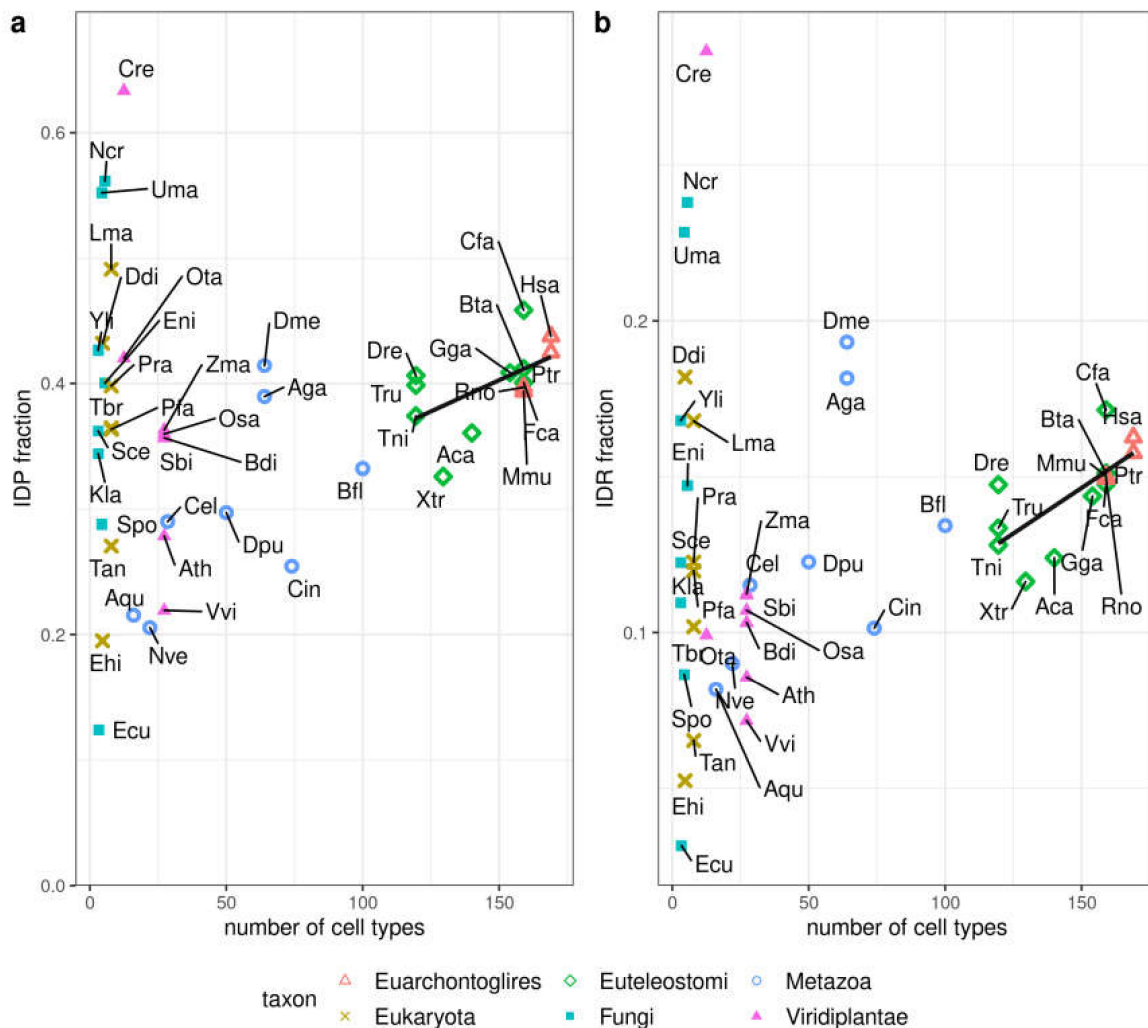 a
b
Cre
Ncr
Uma
Lma
Ddi
Ota
Yli
Eni
Dme
Pra
Zma
Aga
Tbr
Pfa
Osa
Sce
Sbi
Bdi
Kla
Spo
Cel
Tan
Ath
Dpu
Cin
Aqu
Vvi
Ehi
Nve
Ecu
Bfl
Cfa
Hsa
Bta
Gga
Dre
Rno
Ptr
Tru
Tni
Fca
Aca
Mmu
Xtr
0.6
0.4
0.2
0.0
IDP fraction
0
50
100
150
number of cell types
Cre
Ncr
Uma
Dme
Ddi
Aga
Yli
Lma
Cfa
Hsa
Bta
Eni
Pra
Dre
Mmu
Ptr
Zma
Bfl
Tru
Fca
Sce
Cel
Dpu
Tni
Gga
Kla
Pfa
Sbi
Cin
Xtr
Aca
Rno
Tbr
Ota
Bdi
Osa
Nve
Ath
Spo
Vvi
Tan
Aqu
Ehi
Ecu
0.2
0.1
IDR fraction
0
50
100
150
number of cell types
taxon
Euarchontoglires
Euteleostomi
Metazoa
Eukaryota
Fungi
Viridiplantae